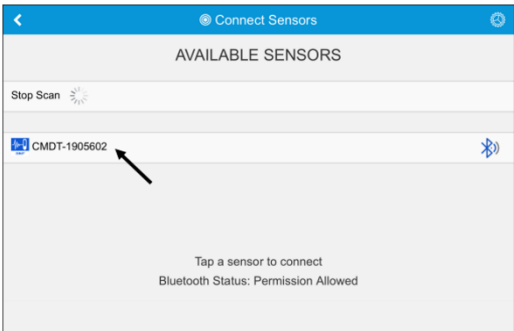 Connect Sensors
AVAILABLE SENSORS
Stop Scan
CMDT-1905602
Tap a sensor to connect
Bluetooth Status: Permission Allowed